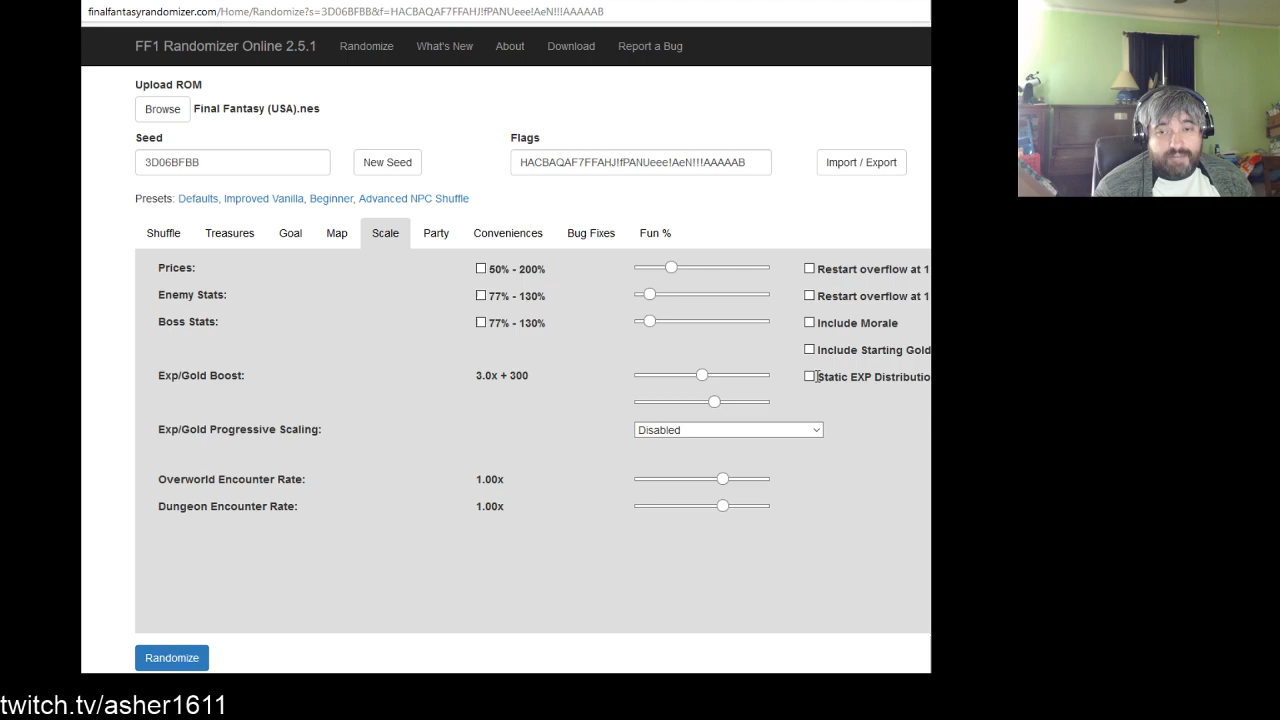 finalfantasyrandomizer.com/Home/Randomize?s=3D06BFBB&f=HACBAQAF7FFAHJ!fPANUeee!AeN!!!AAAAAB
FF1 Randomizer Online 2.5.1 Randomize What's New About Download Report a Bug
Upload ROM
Browse Final Fantasy (USA).nes
Seed Flags
3D06BFBB New Seed HACBAQAF7FFAHJ!fPANUeee!AeN!!!AAAAAB Import / Export
Presets: Defaults, Improved Vanilla, Beginner, Advanced NPC Shuffle
Shuffle Treasures Goal Map Scale Party Conveniences Bug Fixes Fun %
Prices: 50% - 200% Restart overflow at 1
Enemy Stats: 77% - 130% Restart overflow at 1
Boss Stats: 77% - 130% Include Morale
Include Starting Gold
Exp/Gold Boost: 3.0x + 300 Static EXP Distributio
Exp/Gold Progressive Scaling: Disabled
Overworld Encounter Rate: 1.00x
Dungeon Encounter Rate: 1.00x
Randomize
twitch.tv/asher1611